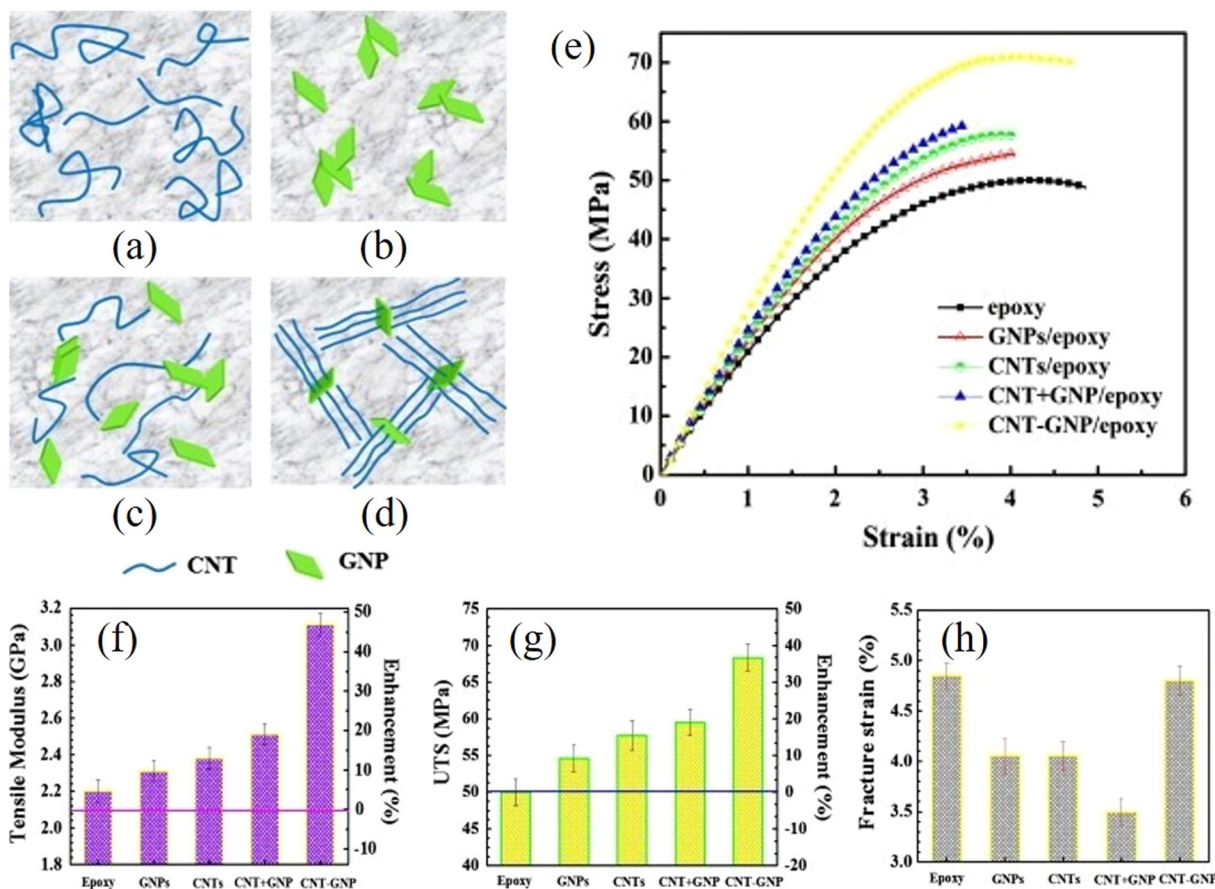 (a)
(b)
(c)
(d)
CNT
GNP
(e)
Stress (MPa)
70
60
50
40
30
20
10
0
0 1 2 3 4 5 6
Strain (%)
epoxy
GNPs/epoxy
CNTs/epoxy
CNT+GNP/epoxy
CNT-GNP/epoxy
(f)
Tensile Modulus (GPa)
3.2
3.0
2.8
2.6
2.4
2.2
2.0
1.8
50
40
30
20
10
0
-10
Enhancement (%)
Epoxy GNPs CNTs CNT+GNP CNT-GNP
(g)
UTS (MPa)
75
70
65
60
55
50
45
40
50
40
30
20
10
0
-10
-20
Enhancement (%)
Epoxy GNPs CNTs CNT+GNP CNT-GNP
(h)
Fracture strain (%)
5.5
5.0
4.5
4.0
3.5
3.0
Epoxy GNPs CNTs CNT+GNP CNT-GNP